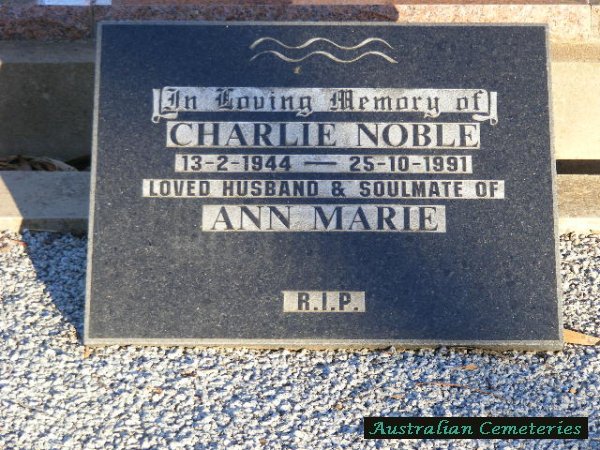 In Loving Memory of
CHARLIE NOBLE
13-2-1944 — 25-10-1991
LOVED HUSBAND & SOULMATE OF
ANN MARIE
R.I.P.
Australian Cemeteries